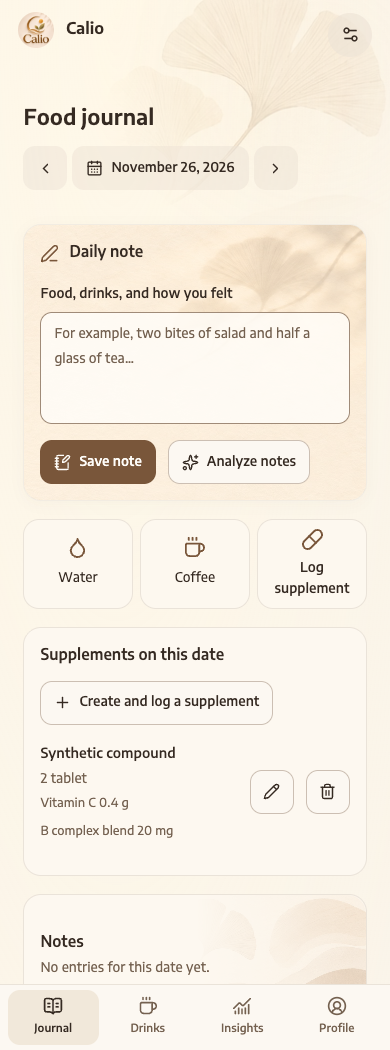 Calio
Calio
Food journal
November 26, 2026
Daily note
Food, drinks, and how you felt
For example, two bites of salad and half a
glass of tea...
Save note
Analyze notes
Water
Coffee
Log
supplement
Supplements on this date
Create and log a supplement
Synthetic compound
2 tablet
Vitamin C 0.4 g
B complex blend 20 mg
Notes
No entries for this date yet.
Journal
Drinks
Insights
Profile